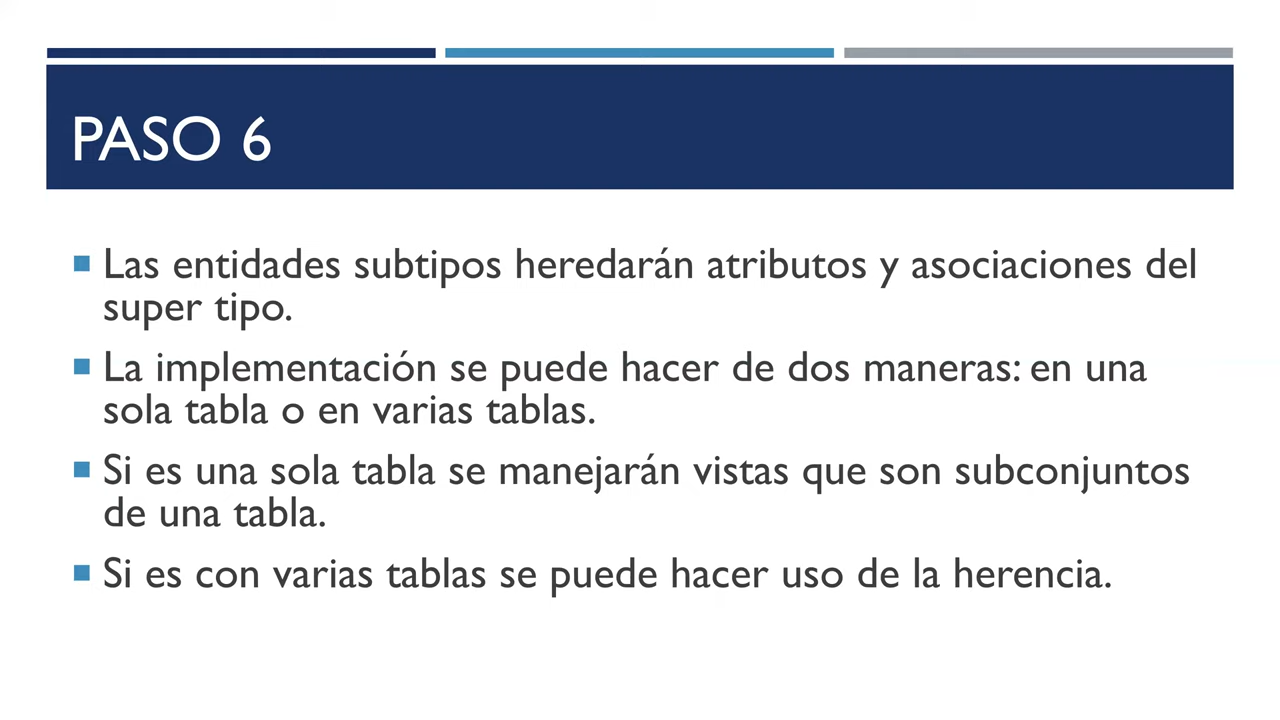 PASO 6
Las entidades subtipos heredarán atributos y asociaciones del
super tipo.
La implementación se puede hacer de dos maneras: en una
sola tabla o en varias tablas.
Si es una sola tabla se manejarán vistas que son subconjuntos
de una tabla.
Si es con varias tablas se puede hacer uso de la herencia.